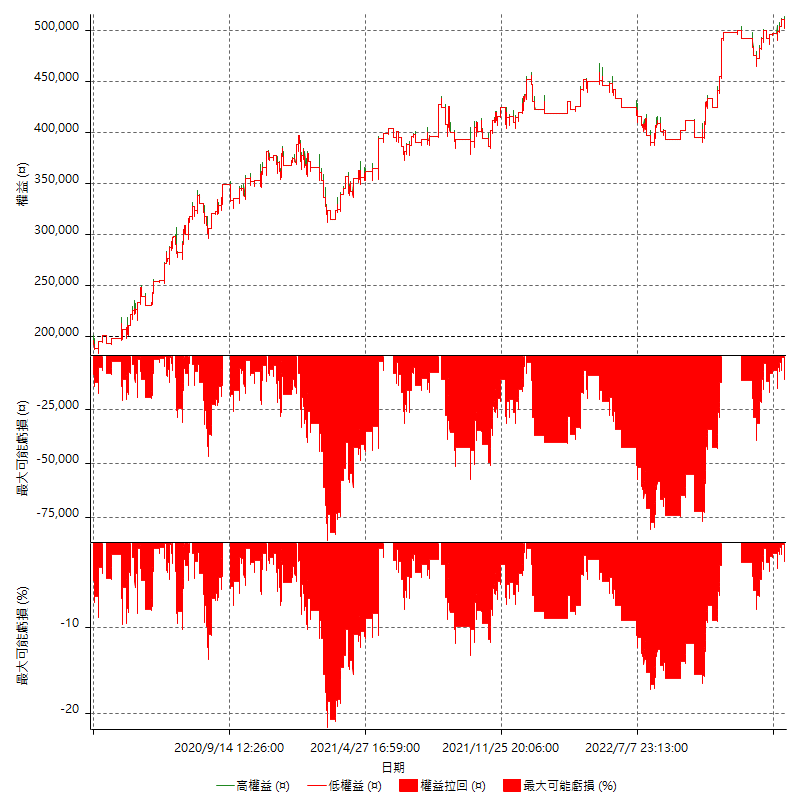 500,000
450,000
400,000
350,000
300,000
250,000
200,000
權益 (¤)
-25,000
-50,000
-75,000
最大可能虧損 (¤)
-10
-20
最大可能虧損 (%)
2020/9/14 12:26:00
2021/4/27 16:59:00
2021/11/25 20:06:00
2022/7/7 23:13:00
日期
高權益 (¤)
低權益 (¤)
權益拉回 (¤)
最大可能虧損 (%)